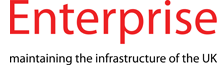 Enterprise
maintaining the infrastructure of the UK